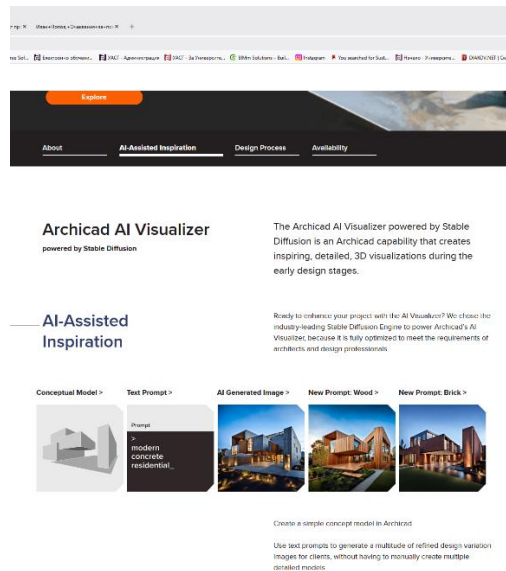 Explore
About AI-Assisted Inspiration Design Process Availability
Archicad AI Visualizer
powered by Stable Diffusion
The Archicad AI Visualizer powered by Stable
Diffusion is an Archicad capability that creates
inspiring, detailed, 3D visualizations during the
early design stages.
AI-Assisted
Inspiration
Ready to enhance your project with the AI Visualizer? We chose the
industry-leading Stable Diffusion Engine to power Archicad's AI
Visualizer, because it is fully optimized to meet the requirements of
architects and design professionals
Conceptual Model > Text Prompt > AI Generated Image > New Prompt: Wood > New Prompt: Brick >
Prompt
>
modern
concrete
residential_
Create a simple concept model in Archicad
Use text prompts to generate a multitude of refined design variation
images for clients, without having to manually create multiple
detailed models